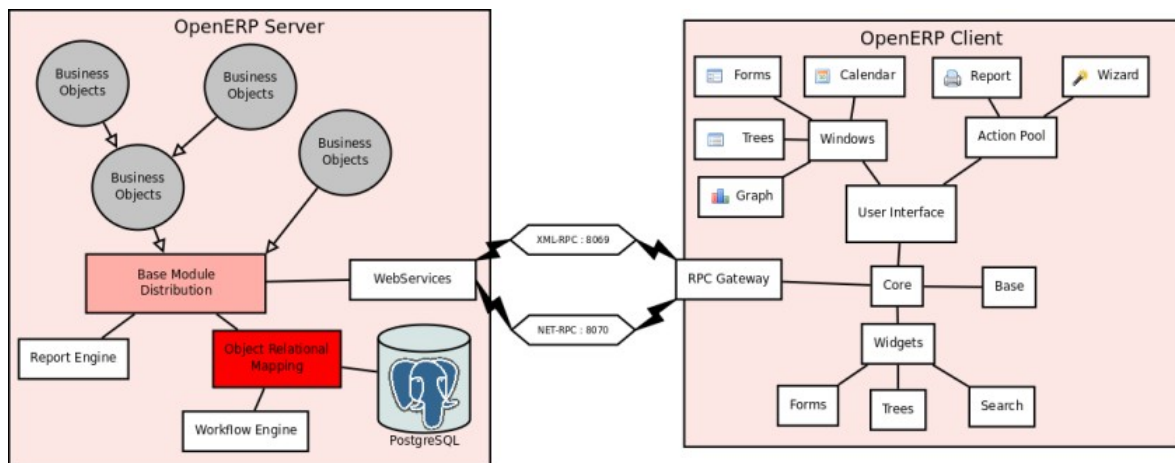 OpenERP Server
Business
Objects
Business
Objects
Business
Objects
Business
Objects
Base Module
Distribution
WebServices
Report Engine
Object Relational
Mapping
Workflow Engine
PostgreSQL
XML-RPC : 8069
NET-RPC : 8070
OpenERP Client
Forms
Calendar
Report
Wizard
Trees
Windows
Action Pool
Graph
User Interface
RPC Gateway
Core
Base
Widgets
Forms
Trees
Search